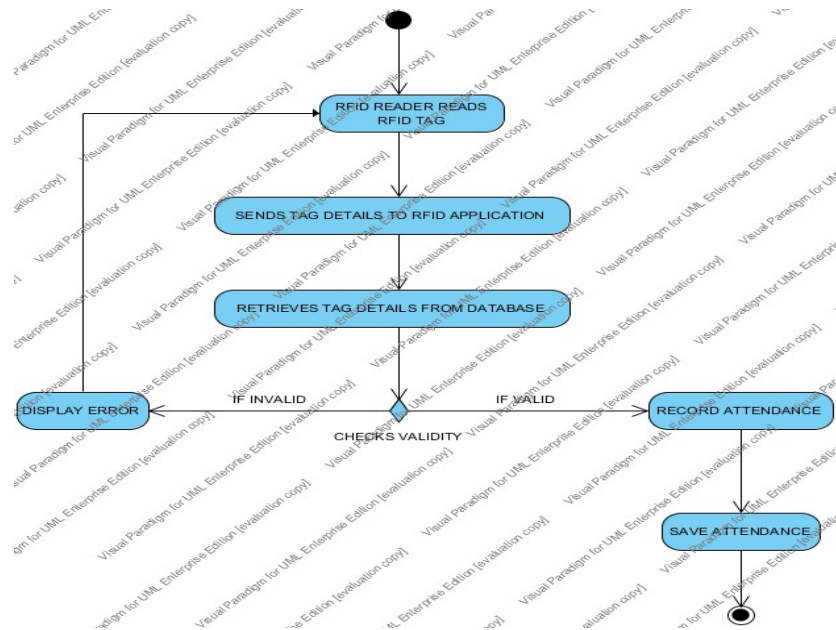 RFID READER READS
RFID TAG
SENDS TAG DETAILS TO RFID APPLICATION
RETRIEVES TAG DETAILS FROM DATABASE
IF INVALID
IF VALID
DISPLAY ERROR
RECORD ATTENDANCE
CHECKS VALIDITY
SAVE ATTENDANCE
Visual Paradigm for UML Enterprise Edition [evaluation copy]